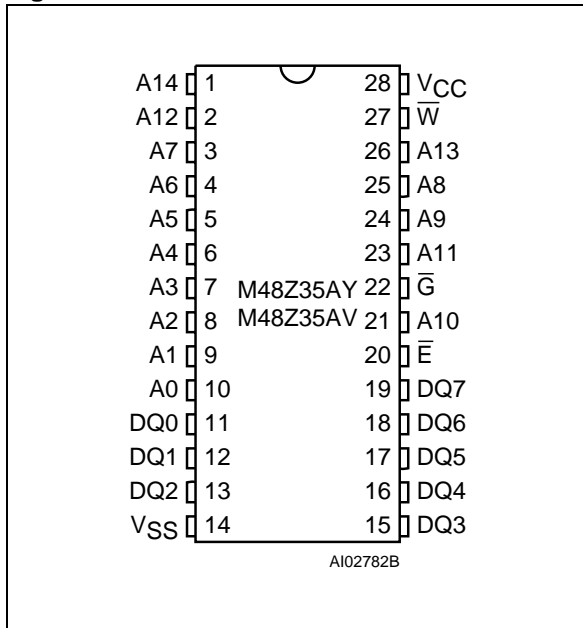 A14 1 28 VCC
A12 2 27 W̅
A7 3 26 A13
A6 4 25 A8
A5 5 24 A9
A4 6 23 A11
A3 7 M48Z35AY 22 G̅
A2 8 M48Z35AV 21 A10
A1 9 20 E̅
A0 10 19 DQ7
DQ0 11 18 DQ6
DQ1 12 17 DQ5
DQ2 13 16 DQ4
VSS 14 15 DQ3
AI02782B